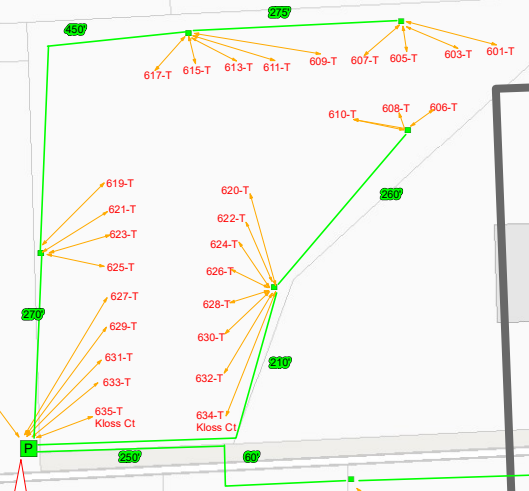 275'
450'
617-T
615-T
613-T
611-T
609-T
607-T
605-T
603-T
601-T
610-T
608-T
606-T
260'
619-T
621-T
623-T
625-T
620-T
622-T
624-T
626-T
628-T
630-T
632-T
634-T
Kloss Ct
627-T
629-T
631-T
633-T
635-T
Kloss Ct
270'
210'
P
250'
60'